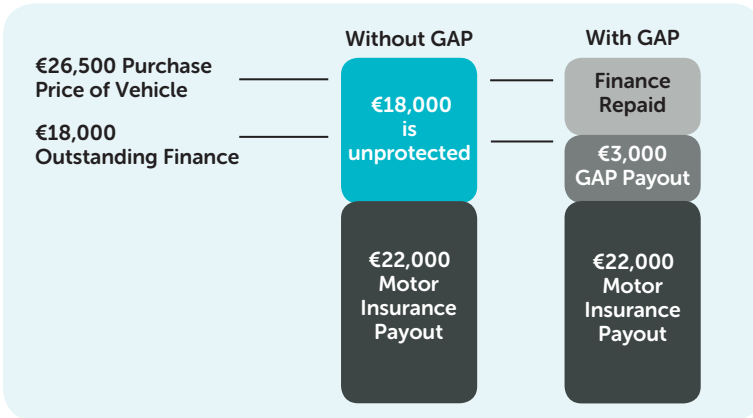 Without GAP
With GAP
€26,500 Purchase
Price of Vehicle
€18,000
Outstanding Finance
€18,000
is
unprotected
€22,000
Motor
Insurance
Payout
Finance
Repaid
€3,000
GAP Payout
€22,000
Motor
Insurance
Payout